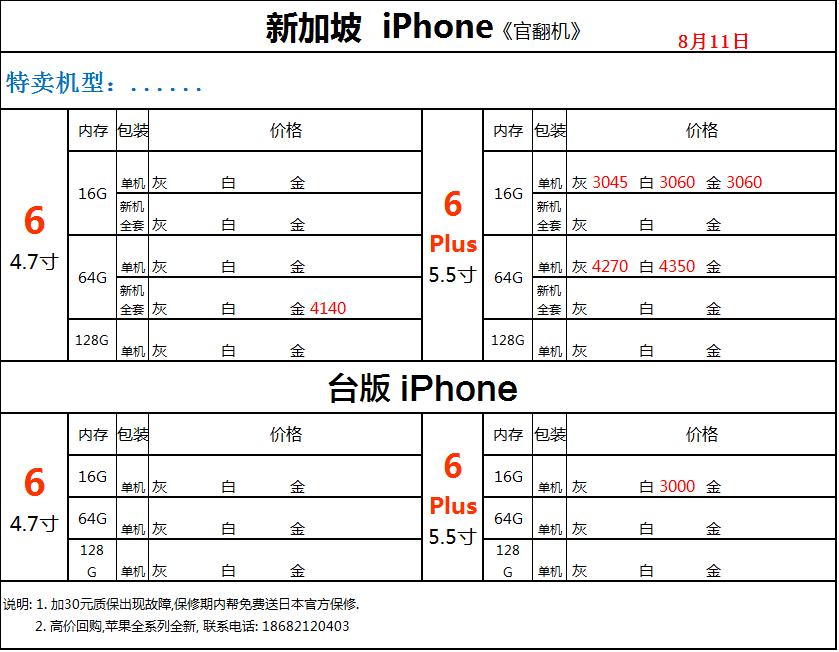 新加坡 iPhone《官翻机》
8月11日
特卖机型：......
6
4.7寸
内存 包装 价格
16G 单机 灰 白 金
新机全套 灰 白 金
64G 单机 灰 白 金
新机全套 灰 白 金 4140
128G 单机 灰 白 金
6
Plus
5.5寸
内存 包装 价格
16G 单机 灰 3045 白 3060 金 3060
新机全套 灰 白 金
64G 单机 灰 4270 白 4350 金
新机全套 灰 白 金
128G 单机 灰 白 金
台版 iPhone
6
4.7寸
内存 包装 价格
16G 单机 灰 白 金
64G 单机 灰 白 金
128G 单机 灰 白 金
6
Plus
5.5寸
内存 包装 价格
16G 单机 灰 白 3000 金
64G 单机 灰 白 金
128G 单机 灰 白 金
说明: 1. 加30元质保出现故障,保修期内帮免费送日本官方保修.
2. 高价回购,苹果全系列全新, 联系电话: 18682120403